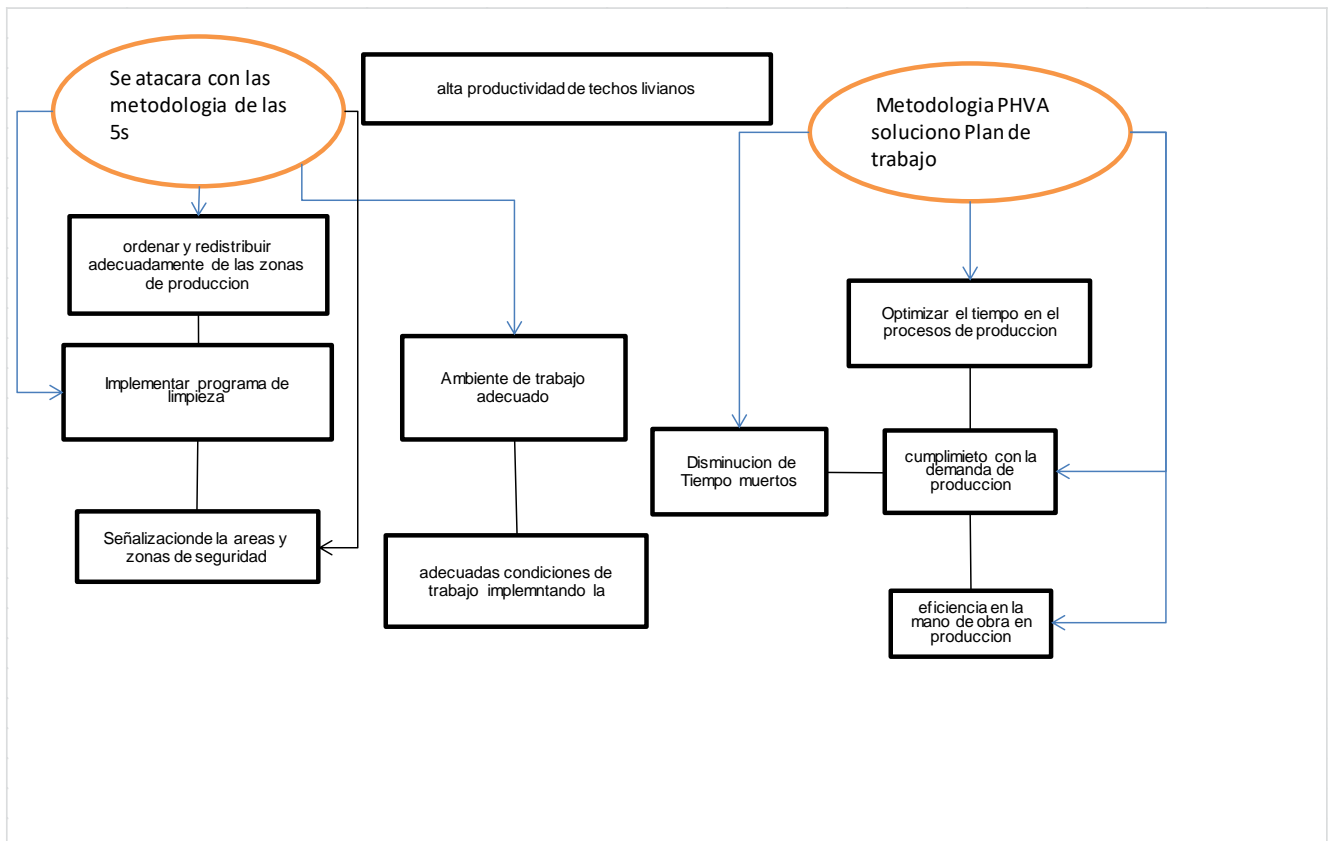 Se atacara con las
metodologia de las
5s
alta productividad de techos livianos
Metodologia PHVA
soluciono Plan de
trabajo
ordenar y redistribuir
adecuadamente de las zonas
de produccion
Implementar programa de
limpieza
Señalizacionde la areas y
zonas de seguridad
Ambiente de trabajo
adecuado
adecuadas condiciones de
trabajo implemntando la
Optimizar el tiempo en el
procesos de produccion
Disminucion de
Tiempo muertos
cumplimieto con la
demanda de
produccion
eficiencia en la
mano de obra en
produccion